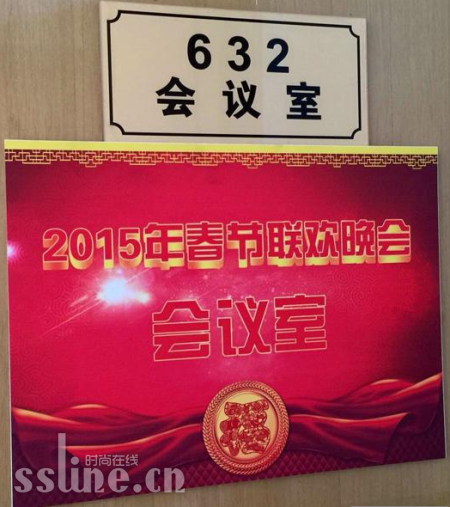 632
会议室
2015年春节联欢晚会
会议室
福
时尚在线
ssline.cn